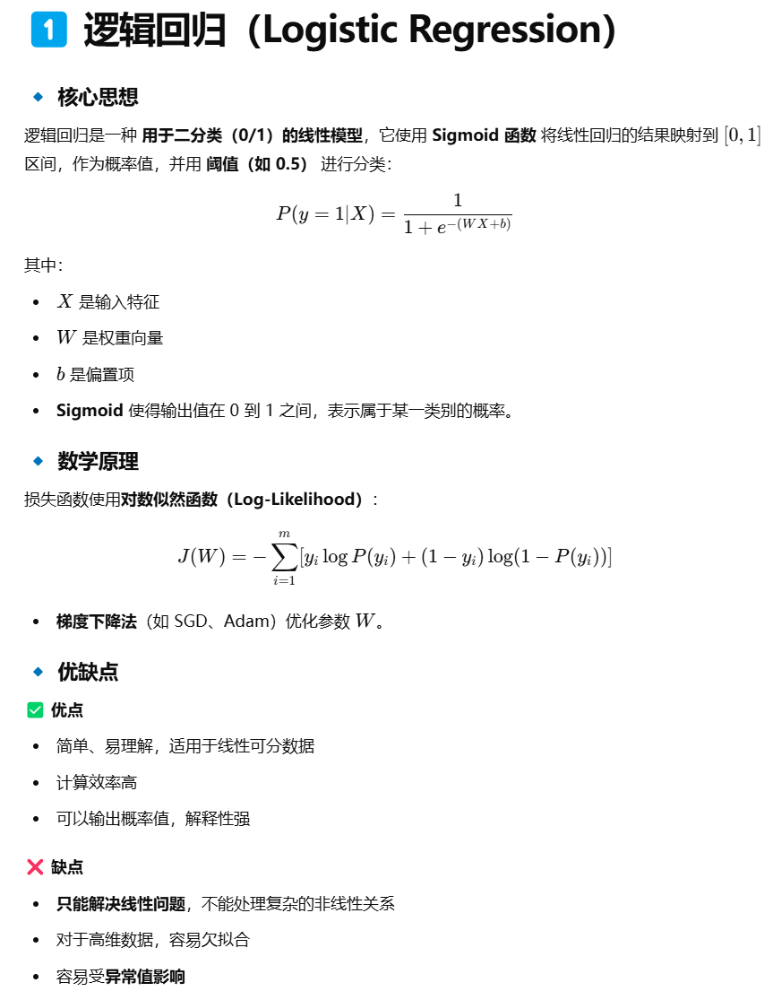 1️⃣ 逻辑回归（Logistic Regression）
🔹 核心思想
逻辑回归是一种 用于二分类（0/1）的线性模型，它使用 Sigmoid 函数 将线性回归的结果映射到 [0, 1]
区间，作为概率值，并用 阈值（如 0.5） 进行分类：
P(y = 1|X) = \frac{1}{1 + e^{-(WX+b)}}
其中：
• X 是输入特征
• W 是权重向量
• b 是偏置项
• Sigmoid 使得输出值在 0 到 1 之间，表示属于某一类别的概率。
🔹 数学原理
损失函数使用对数似然函数（Log-Likelihood）：
J(W) = -\sum_{i=1}^{m} [y_i \log P(y_i) + (1 - y_i) \log(1 - P(y_i))]
• 梯度下降法（如 SGD、Adam）优化参数 W。
🔹 优缺点
✅ 优点
• 简单、易理解，适用于线性可分数据
• 计算效率高
• 可以输出概率值，解释性强
❌ 缺点
• 只能解决线性问题，不能处理复杂的非线性关系
• 对于高维数据，容易欠拟合
• 容易受异常值影响